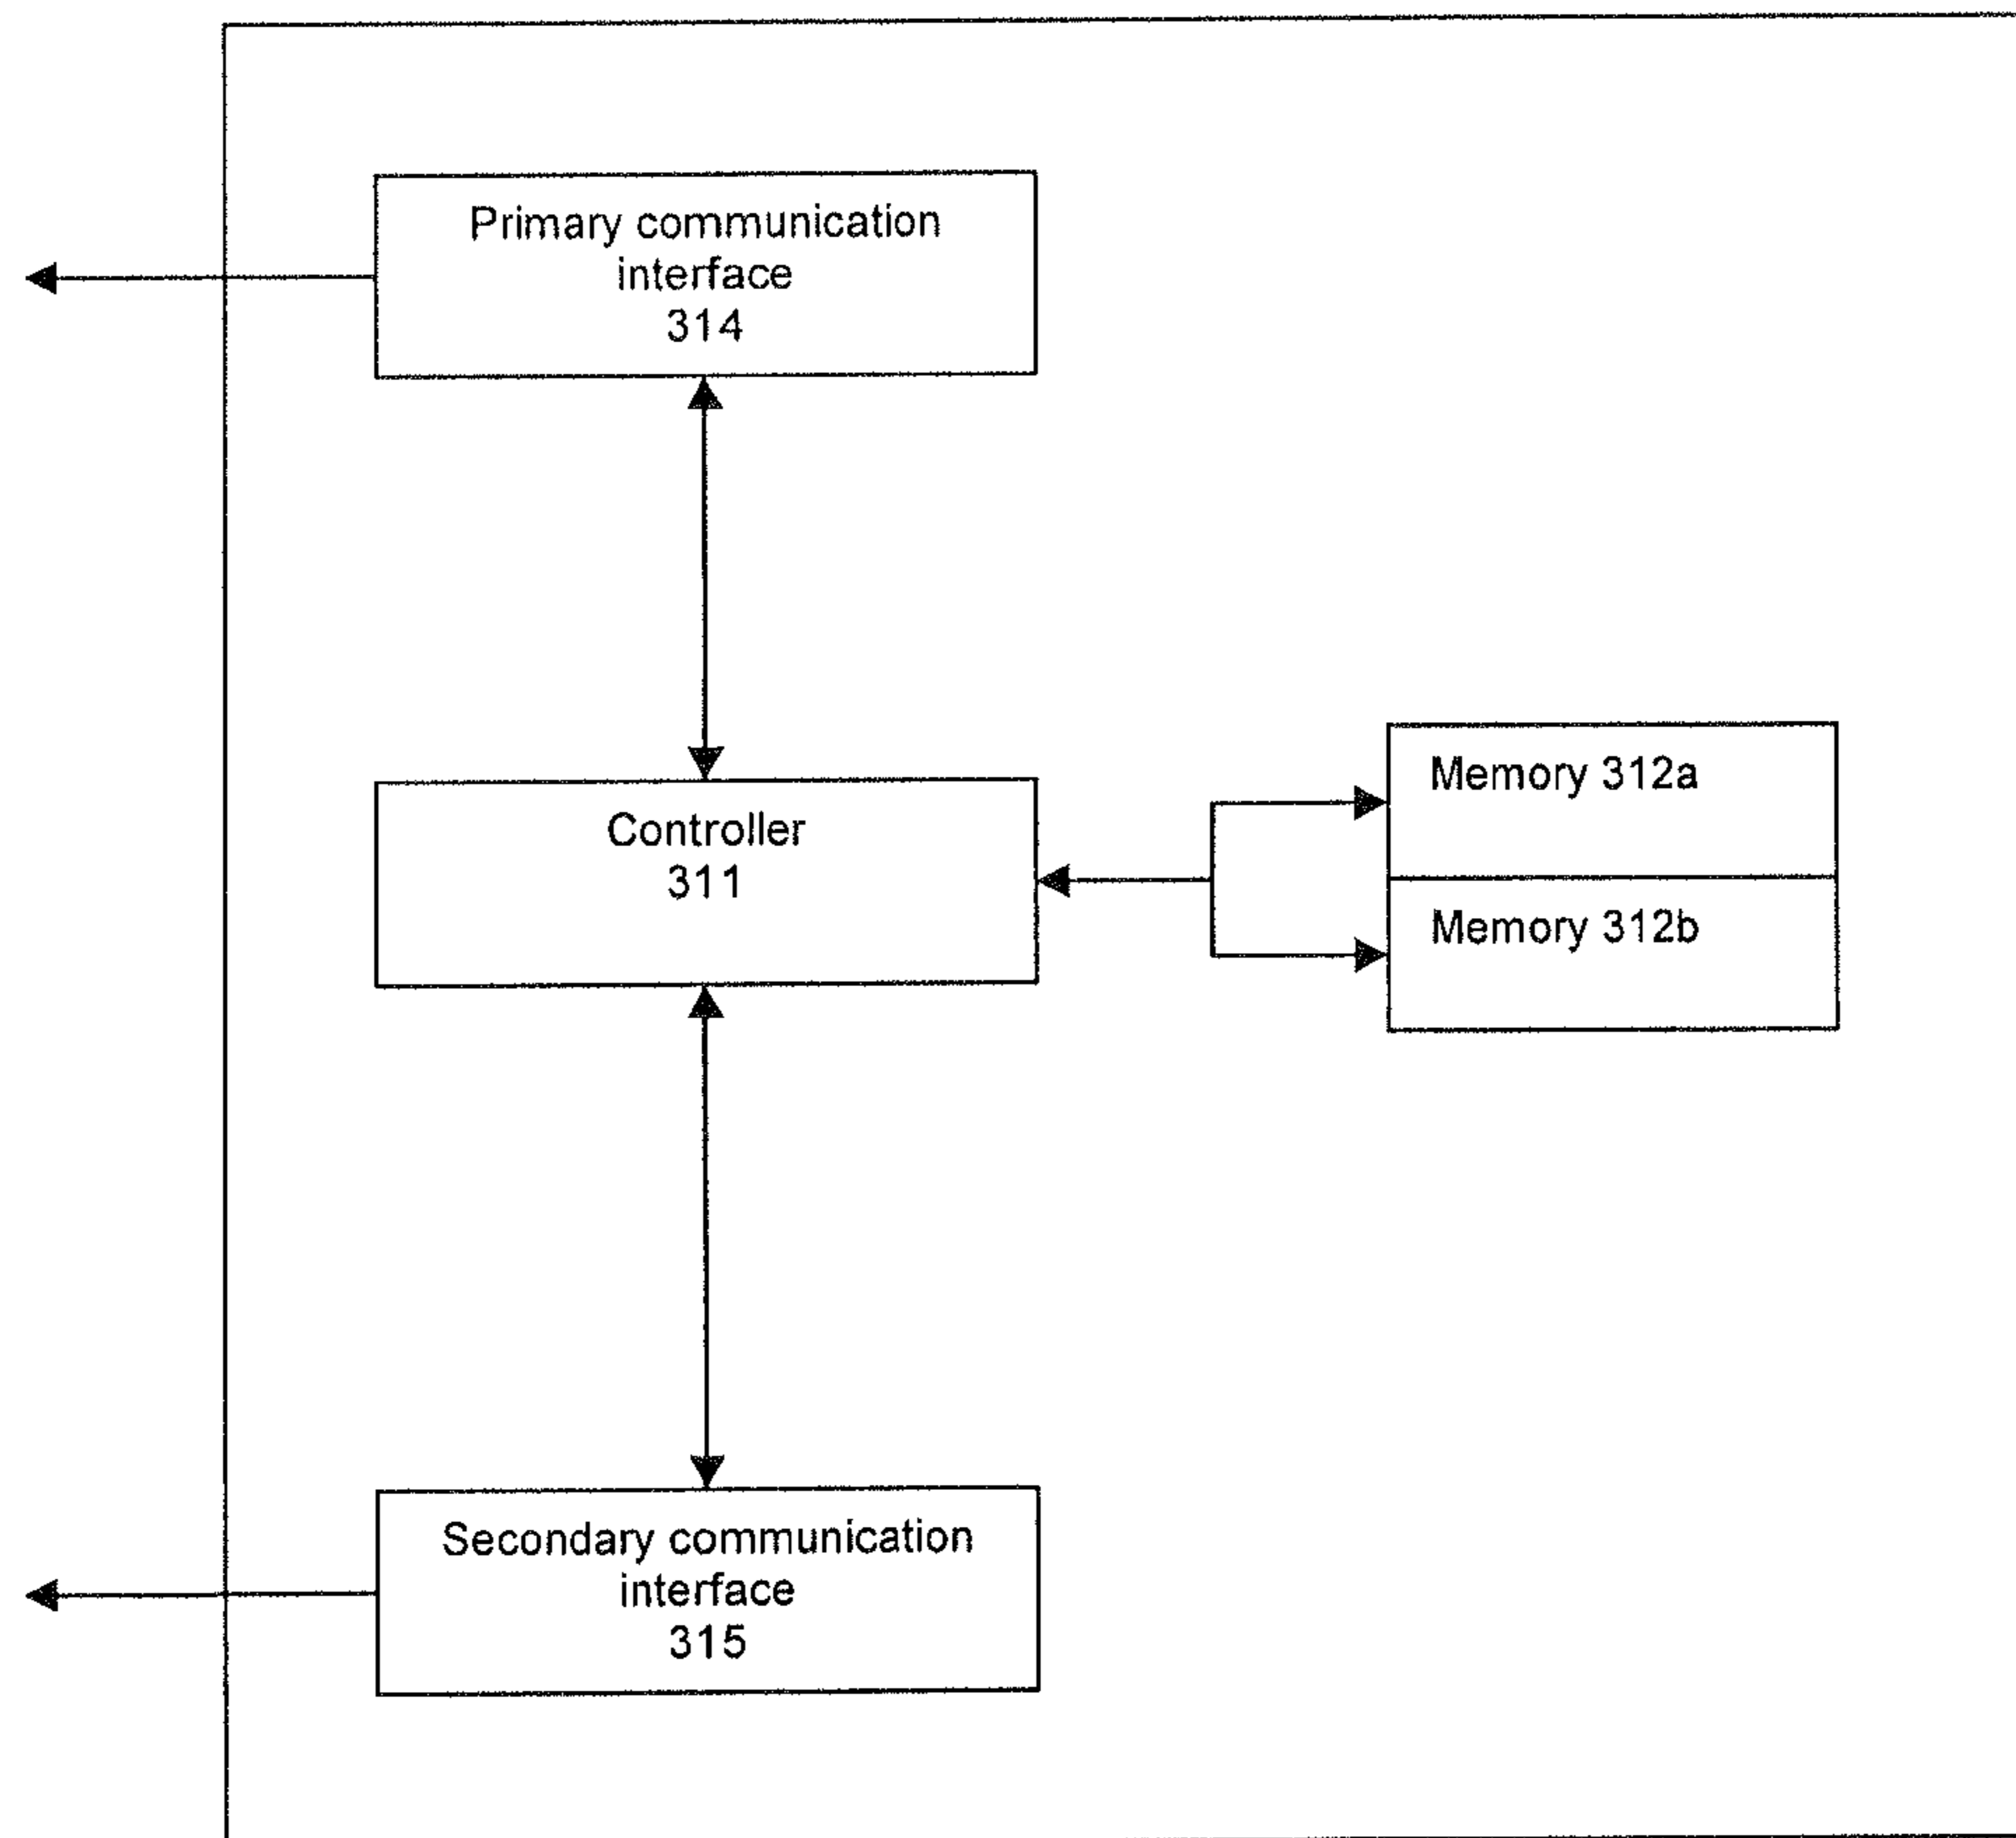 Primary communication
interface
314
Controller
311
Memory 312a
Memory 312b
Secondary communication
interface
315